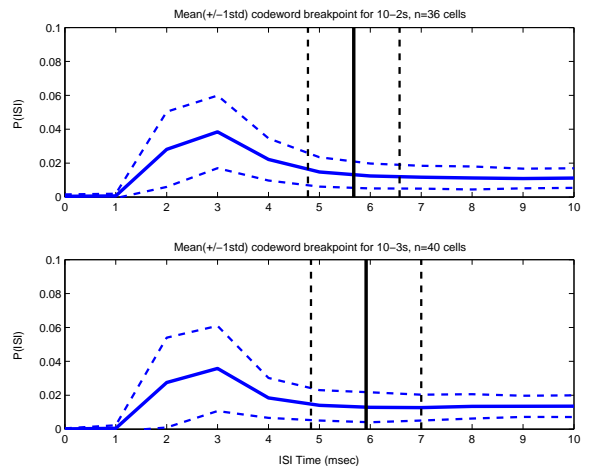 Mean(+/−1std) codeword breakpoint for 10−2s, n=36 cells
0.1
0.08
0.06
0.04
0.02
0
P(ISI)
0 1 2 3 4 5 6 7 8 9 10
Mean(+/−1std) codeword breakpoint for 10−3s, n=40 cells
0.1
0.08
0.06
0.04
0.02
0
P(ISI)
0 1 2 3 4 5 6 7 8 9 10
ISI Time (msec)